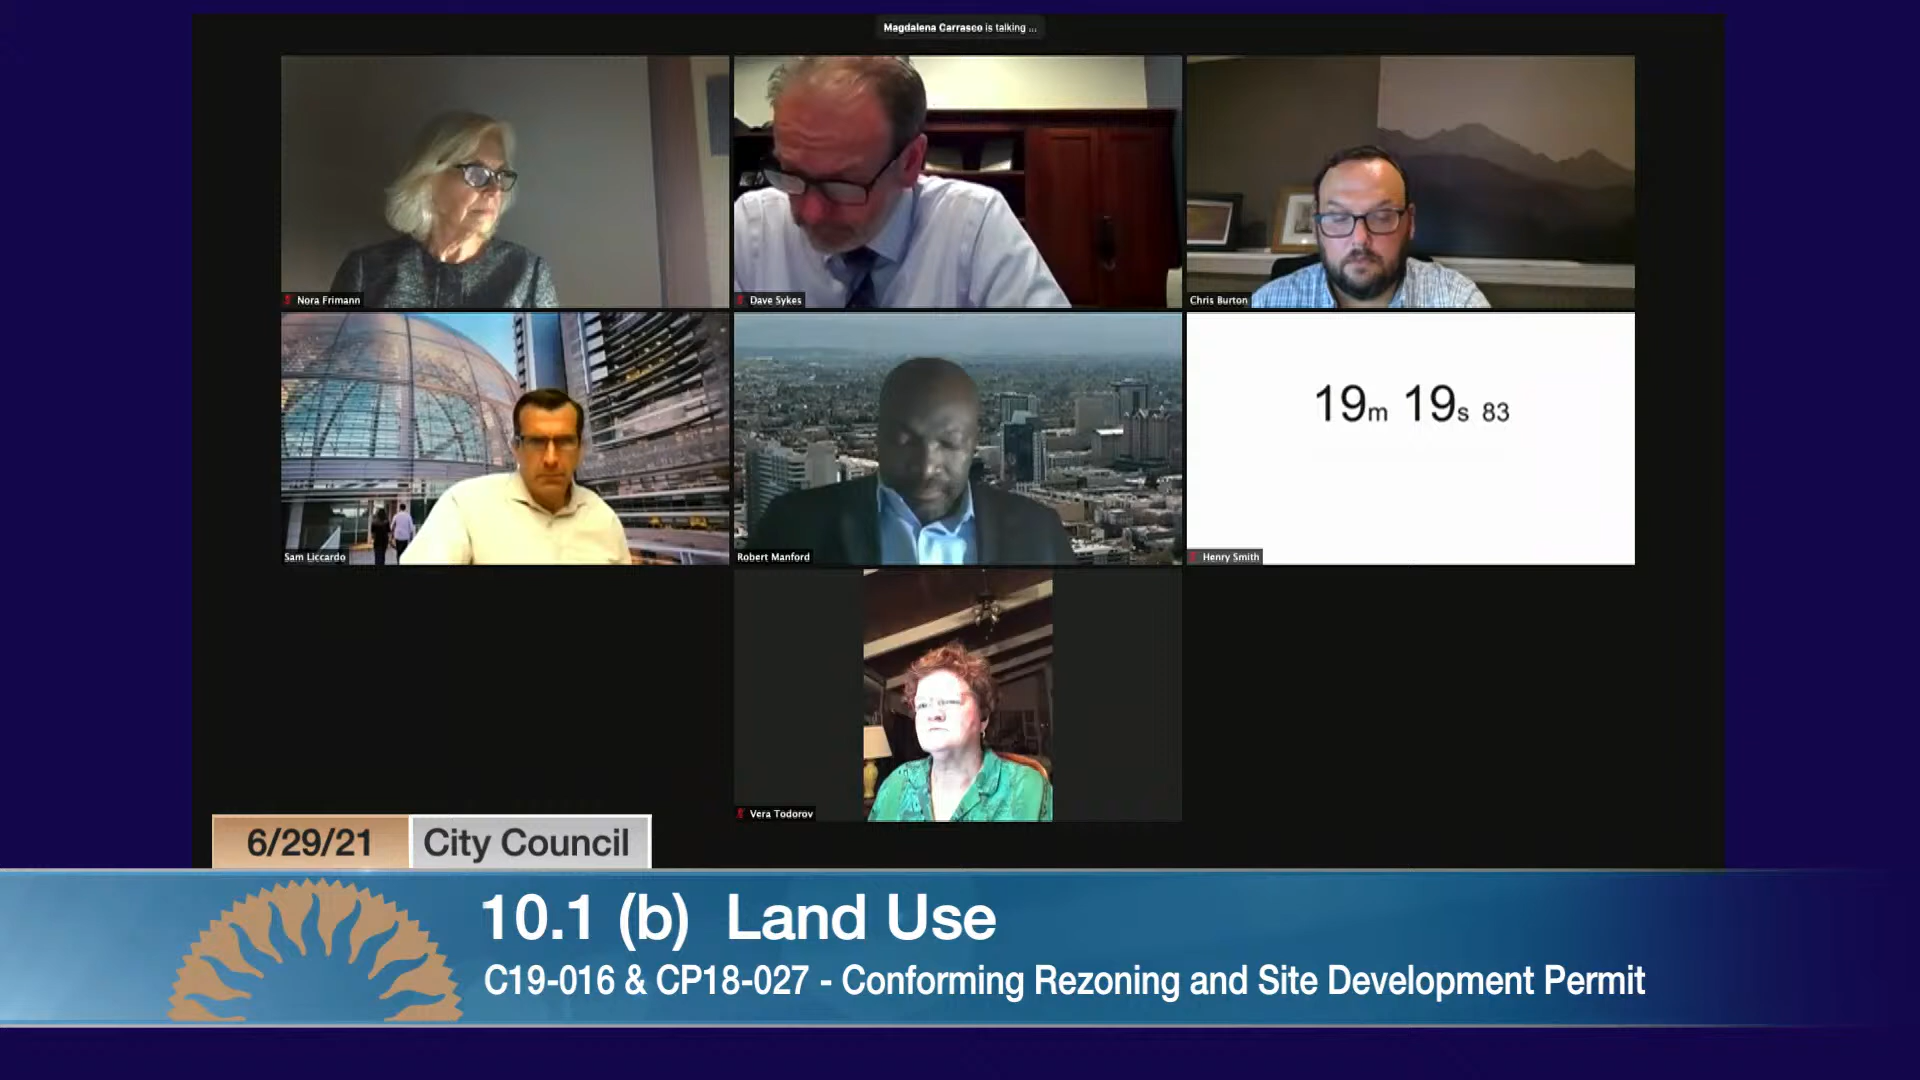 Magdalena Carrasco is talking ...
Nora Frimann
Dave Sykes
Chris Burton
Sam Liccardo
Robert Manford
19m 19s 83
Henry Smith
Vera Todorov
6/29/21 City Council
10.1 (b) Land Use
C19-016 & CP18-027 - Conforming Rezoning and Site Development Permit